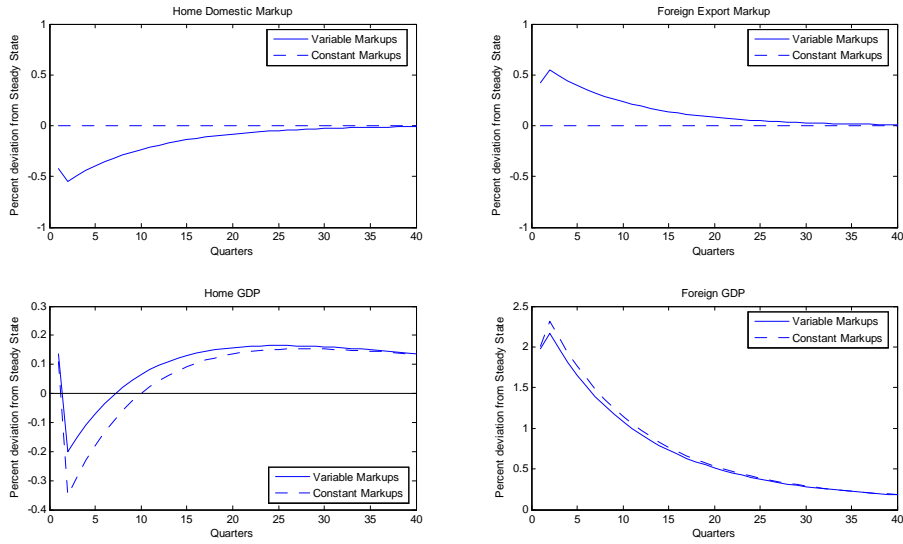 Home Domestic Markup
Percent deviation from Steady State
1
0.5
0
-0.5
-1
0 5 10 15 20 25 30 35 40
Quarters
Variable Markups
Constant Markups
Foreign Export Markup
Percent deviation from Steady State
1
0.5
0
-0.5
-1
0 5 10 15 20 25 30 35 40
Quarters
Variable Markups
Constant Markups
Home GDP
Percent deviation from Steady State
0.3
0.2
0.1
0
-0.1
-0.2
-0.3
-0.4
0 5 10 15 20 25 30 35 40
Quarters
Variable Markups
Constant Markups
Foreign GDP
Percent deviation from Steady State
2.5
2
1.5
1
0.5
0
0 5 10 15 20 25 30 35 40
Quarters
Variable Markups
Constant Markups